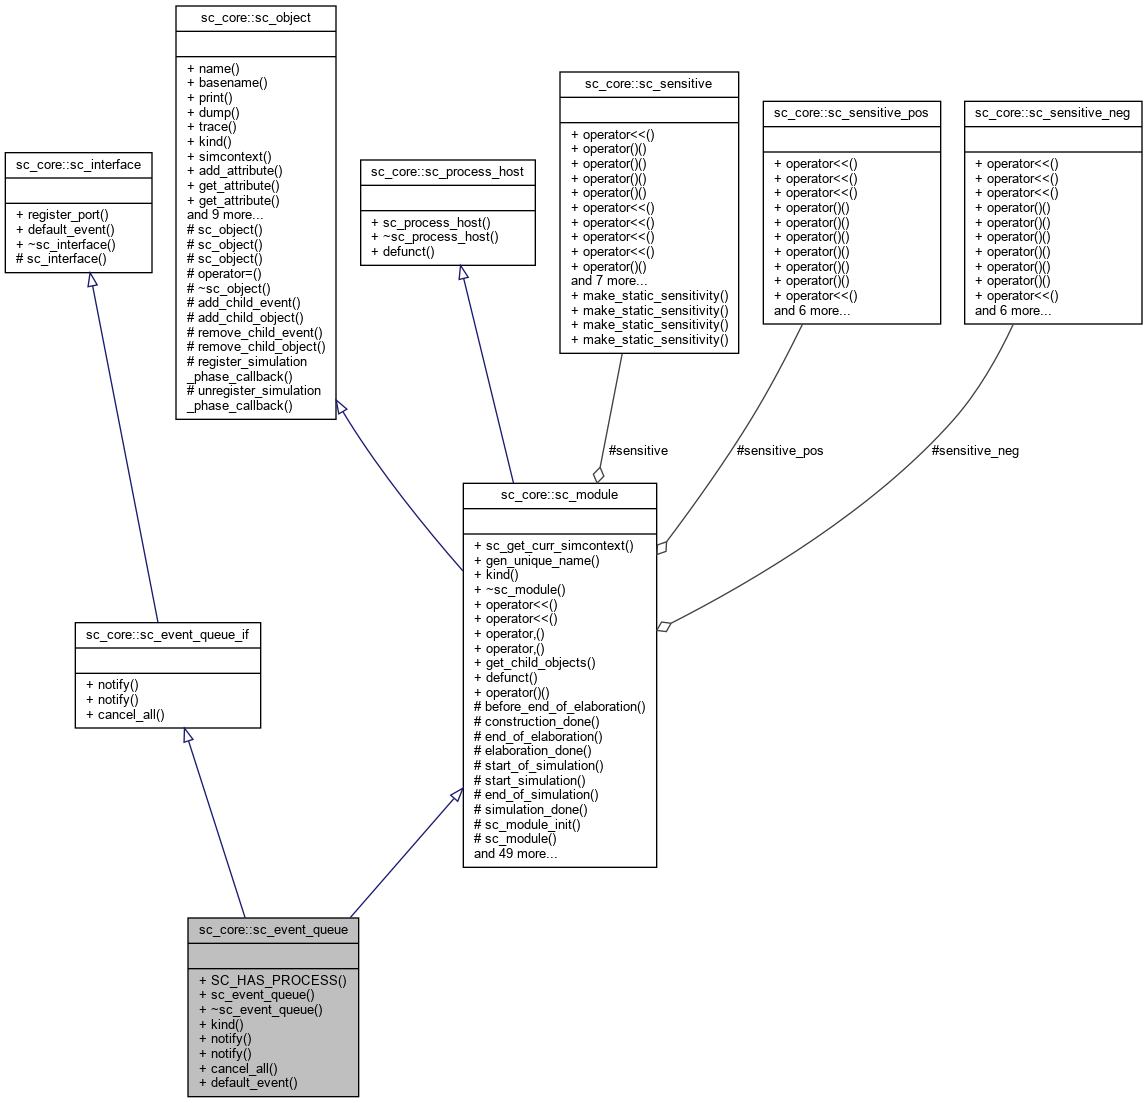 sc_core::sc_object
+ name()
+ basename()
+ print()
+ dump()
+ trace()
+ kind()
+ simcontext()
+ add_attribute()
+ get_attribute()
+ get_attribute()
and 9 more...
# sc_object()
# sc_object()
# sc_object()
# operator=()
# ~sc_object()
# add_child_event()
# add_child_object()
# remove_child_event()
# remove_child_object()
# register_simulation
_phase_callback()
# unregister_simulation
_phase_callback()
sc_core::sc_sensitive
+ operator<<()
+ operator()()
+ operator()()
+ operator()()
+ operator()()
+ operator<<()
+ operator<<()
+ operator<<()
+ operator<<()
+ operator()()
and 7 more...
+ make_static_sensitivity()
+ make_static_sensitivity()
+ make_static_sensitivity()
+ make_static_sensitivity()
sc_core::sc_sensitive_pos
+ operator<<()
+ operator<<()
+ operator<<()
+ operator()()
+ operator()()
+ operator()()
+ operator()()
+ operator()()
+ operator()()
+ operator<<()
and 6 more...
sc_core::sc_sensitive_neg
+ operator<<()
+ operator<<()
+ operator<<()
+ operator()()
+ operator()()
+ operator()()
+ operator()()
+ operator()()
+ operator()()
+ operator<<()
and 6 more...
sc_core::sc_interface
+ register_port()
+ default_event()
+ ~sc_interface()
# sc_interface()
sc_core::sc_process_host
+ sc_process_host()
+ ~sc_process_host()
+ defunct()
#sensitive
#sensitive_pos
#sensitive_neg
sc_core::sc_module
+ sc_get_curr_simcontext()
+ gen_unique_name()
+ kind()
+ ~sc_module()
+ operator<<()
+ operator<<()
+ operator,()
+ operator,()
+ get_child_objects()
+ defunct()
+ operator()()
# before_end_of_elaboration()
# construction_done()
# end_of_elaboration()
# elaboration_done()
# start_of_simulation()
# start_simulation()
# end_of_simulation()
# simulation_done()
# sc_module_init()
# sc_module()
and 49 more...
sc_core::sc_event_queue_if
+ notify()
+ notify()
+ cancel_all()
sc_core::sc_event_queue
+ SC_HAS_PROCESS()
+ sc_event_queue()
+ ~sc_event_queue()
+ kind()
+ notify()
+ notify()
+ cancel_all()
+ default_event()